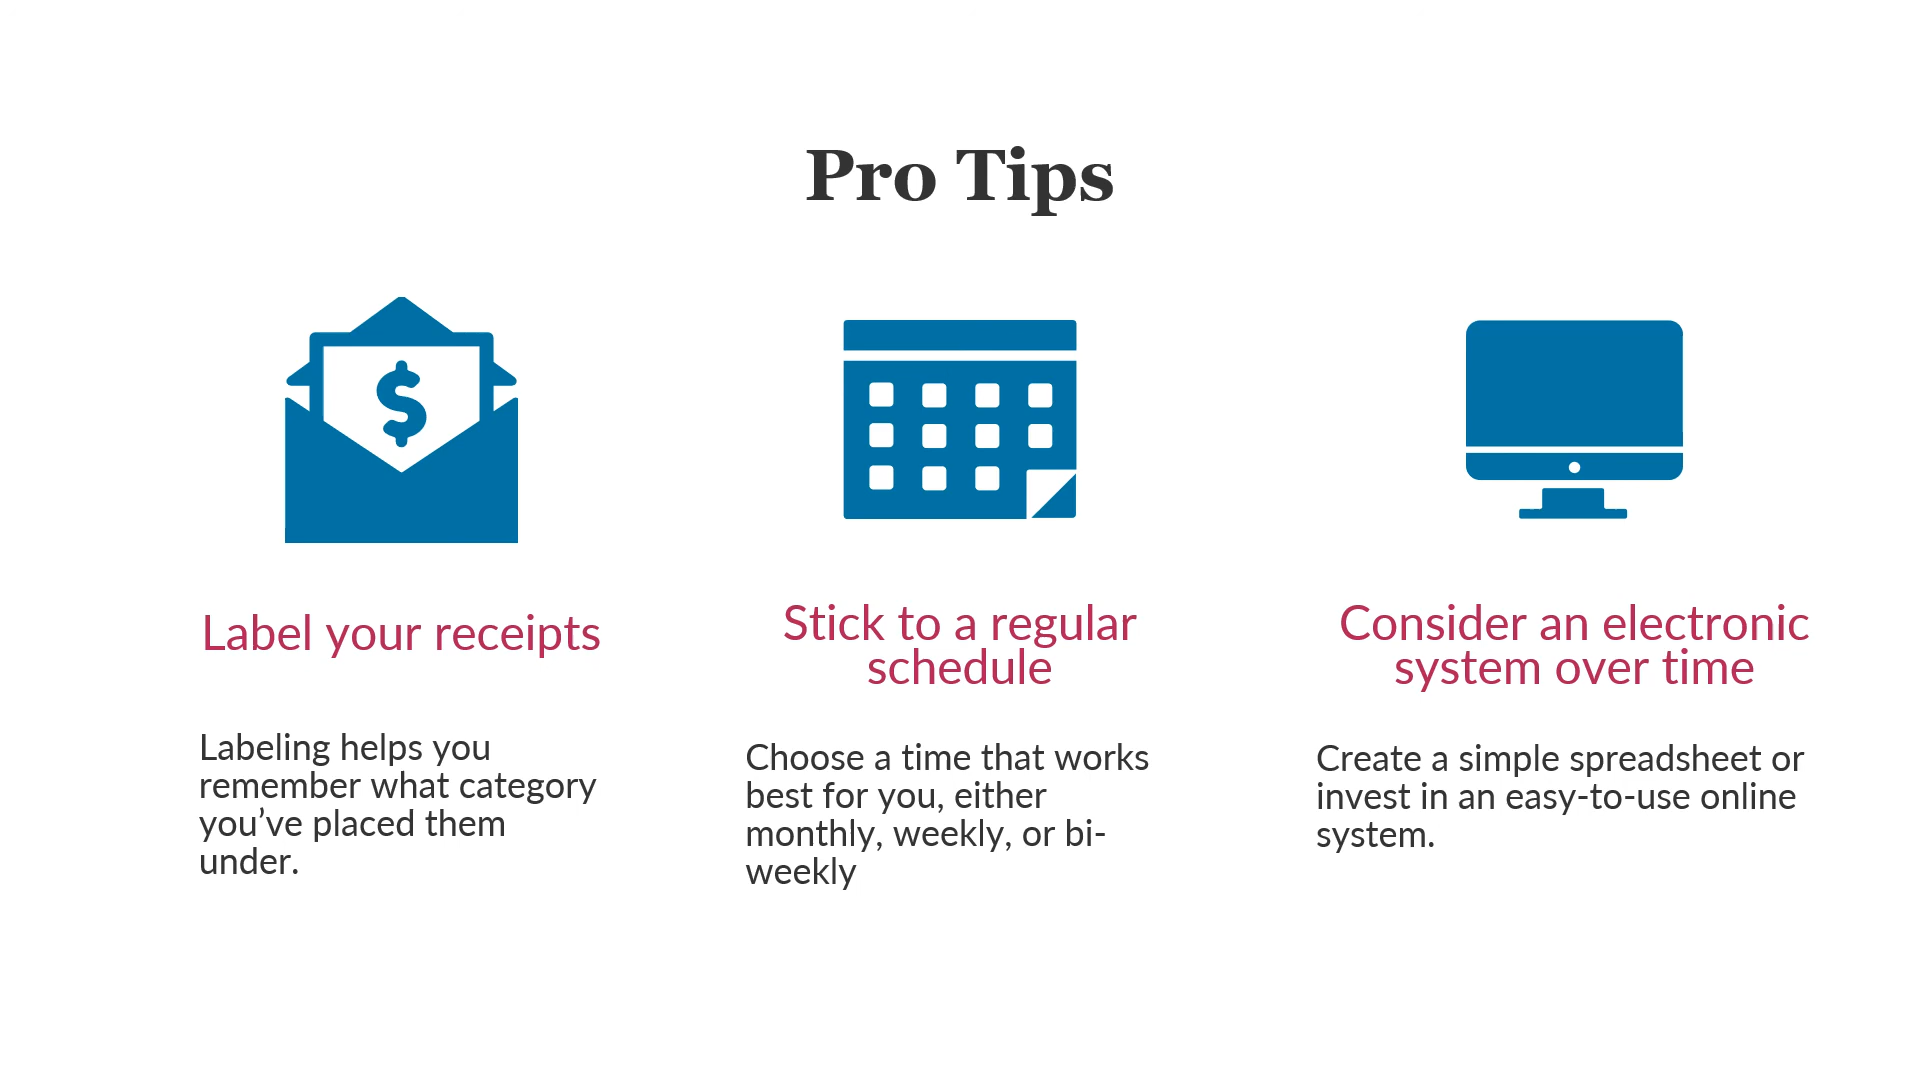 Pro Tips
$
Label your receipts
Labeling helps you
remember what category
you’ve placed them
under.
Stick to a regular
schedule
Choose a time that works
best for you, either
monthly, weekly, or bi-
weekly
Consider an electronic
system over time
Create a simple spreadsheet or
invest in an easy-to-use online
system.